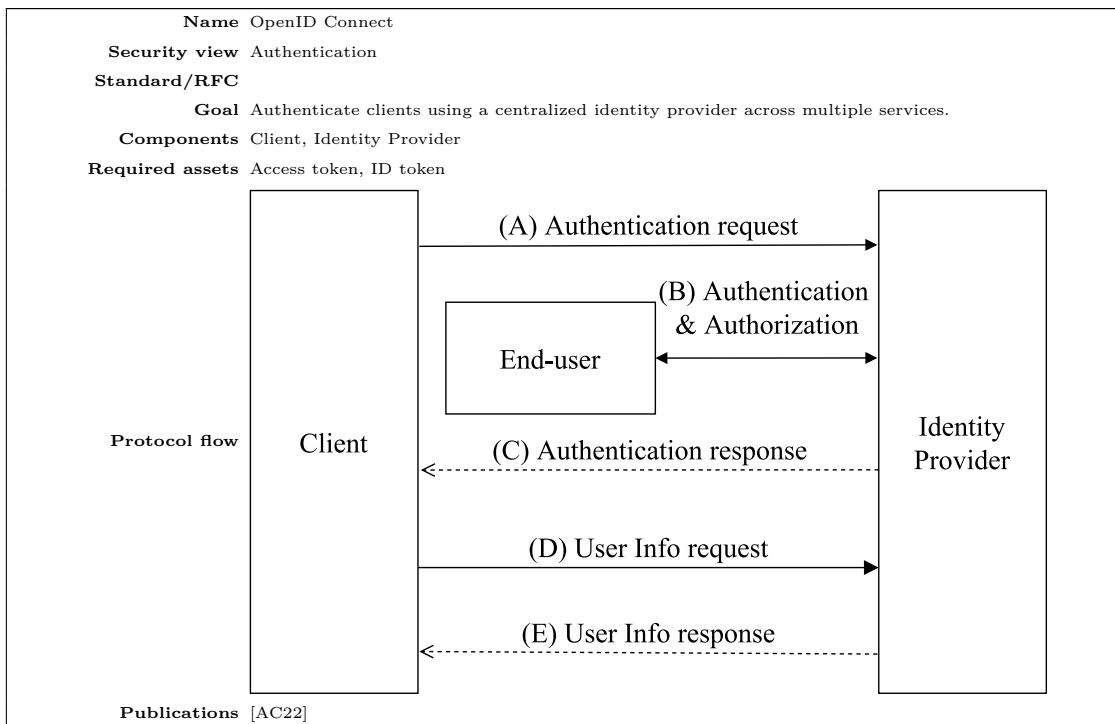 Name OpenID Connect
Security view Authentication
Standard/RFC
Goal Authenticate clients using a centralized identity provider across multiple services.
Components Client, Identity Provider
Required assets Access token, ID token
(A) Authentication request
(B) Authentication
& Authorization
End-user
Protocol flow
Client
Identity
Provider
(C) Authentication response
(D) User Info request
(E) User Info response
Publications [AC22]